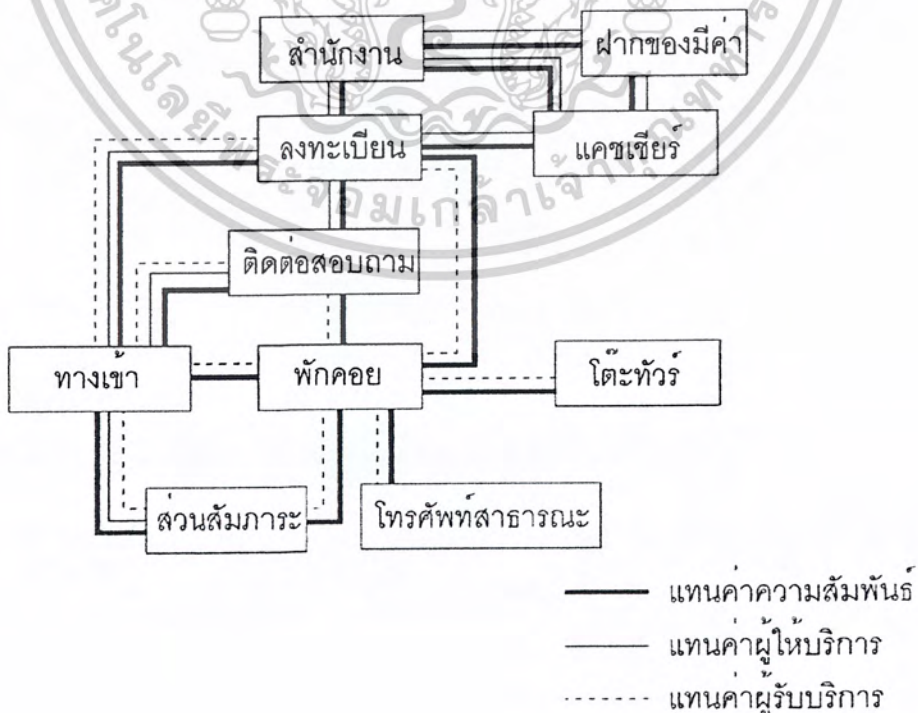 สำนักงาน
ฝากของมีค่า
ลงทะเบียน
แคชเชียร์
ติดต่อสอบถาม
ทางเข้า
พักคอย
โต๊ะทัวร์
ส่วนสัมภาระ
โทรศัพท์สาธารณะ
แทนค่าความสัมพันธ์
แทนค่าผู้ให้บริการ
แทนค่าผู้รับบริการ